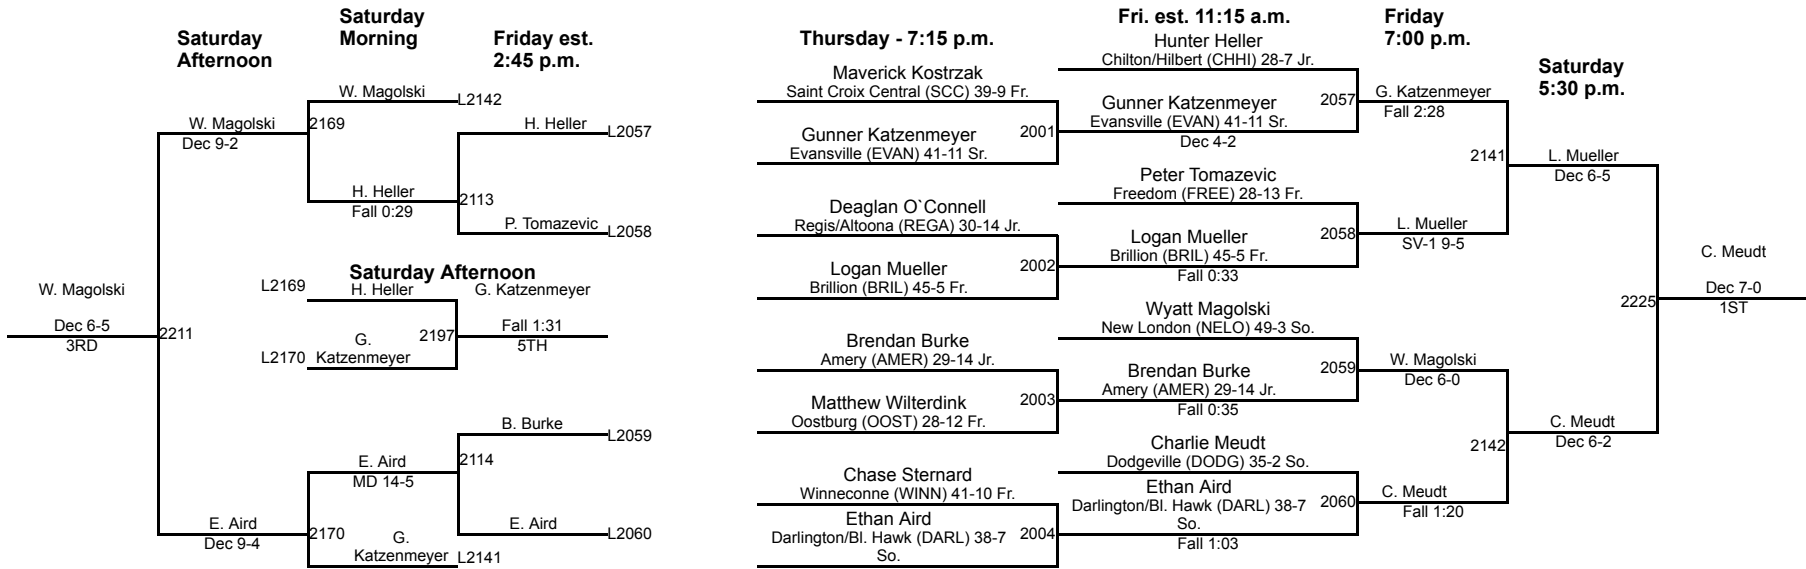 Saturday
Afternoon
Saturday
Morning
Friday est.
2:45 p.m.
W. Magolski
L2142
W. Magolski
2169
Dec 9-2
H. Heller
L2057
H. Heller
2113
Fall 0:29
P. Tomazevic
L2058
Saturday Afternoon
L2169
H. Heller
G. Katzenmeyer
W. Magolski
Dec 6-5
3RD
2211
G.
Katzenmeyer
L2170
2197
Fall 1:31
5TH
B. Burke
L2059
E. Aird
2114
MD 14-5
E. Aird
Dec 9-4
2170
E. Aird
L2060
G.
Katzenmeyer
L2141
Thursday - 7:15 p.m.
Maverick Kostrzak
Saint Croix Central (SCC) 39-9 Fr.
Gunner Katzenmeyer
Evansville (EVAN) 41-11 Sr.
2001
Deaglan O`Connell
Regis/Altoona (REGA) 30-14 Jr.
Logan Mueller
Brillion (BRIL) 45-5 Fr.
2002
Brendan Burke
Amery (AMER) 29-14 Jr.
Matthew Wilterdink
Oostburg (OOST) 28-12 Fr.
2003
Chase Sternard
Winneconne (WINN) 41-10 Fr.
Ethan Aird
Darlington/Bl. Hawk (DARL) 38-7
So.
2004
Fri. est. 11:15 a.m.
Hunter Heller
Chilton/Hilbert (CHHI) 28-7 Jr.
Gunner Katzenmeyer
Evansville (EVAN) 41-11 Sr.
Dec 4-2
2057
Peter Tomazevic
Freedom (FREE) 28-13 Fr.
Logan Mueller
Brillion (BRIL) 45-5 Fr.
Fall 0:33
2058
Wyatt Magolski
New London (NELO) 49-3 So.
Brendan Burke
Amery (AMER) 29-14 Jr.
Fall 0:35
2059
Charlie Meudt
Dodgeville (DODG) 35-2 So.
Ethan Aird
Darlington/Bl. Hawk (DARL) 38-7
So.
Fall 1:03
2060
Friday
7:00 p.m.
G. Katzenmeyer
Fall 2:28
2141
L. Mueller
SV-1 9-5
W. Magolski
Dec 6-0
2142
C. Meudt
Fall 1:20
Saturday
5:30 p.m.
L. Mueller
Dec 6-5
2225
C. Meudt
Dec 6-2
C. Meudt
Dec 7-0
1ST